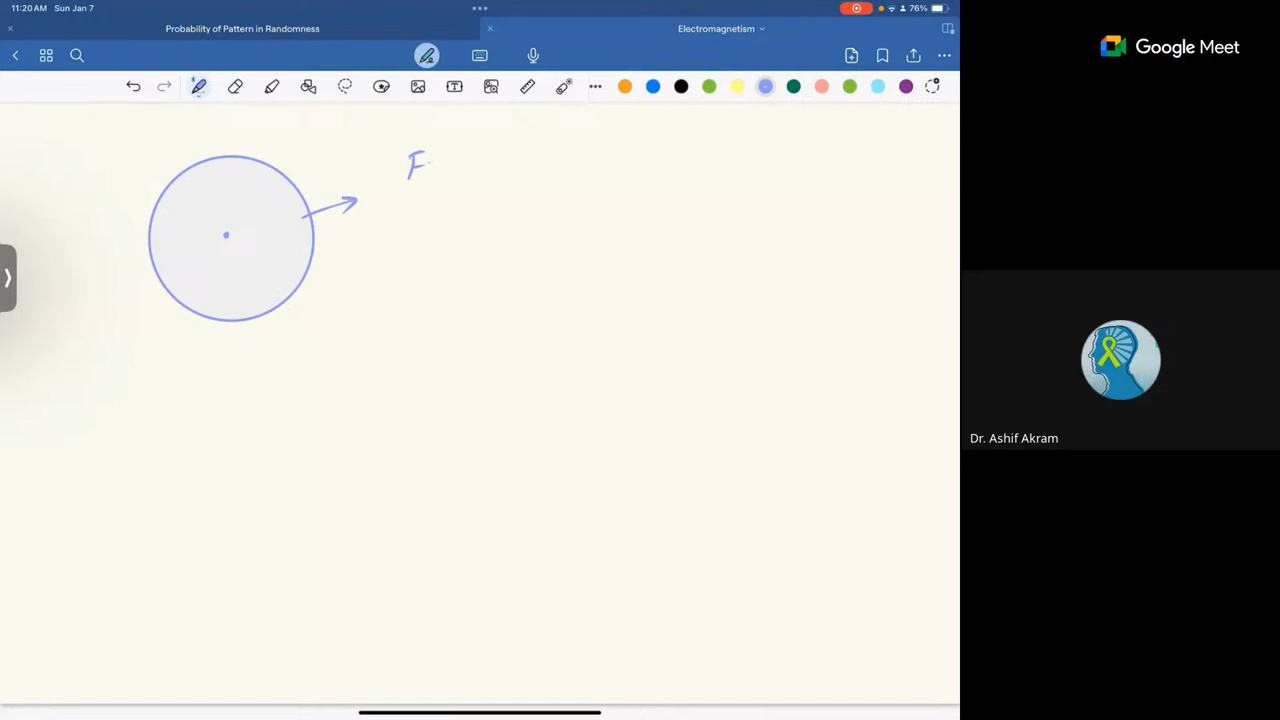 11:20 AM Sun Jan 7
76%
Probability of Pattern in Randomness
Electromagnetism
Google Meet
F
Dr. Ashif Akram